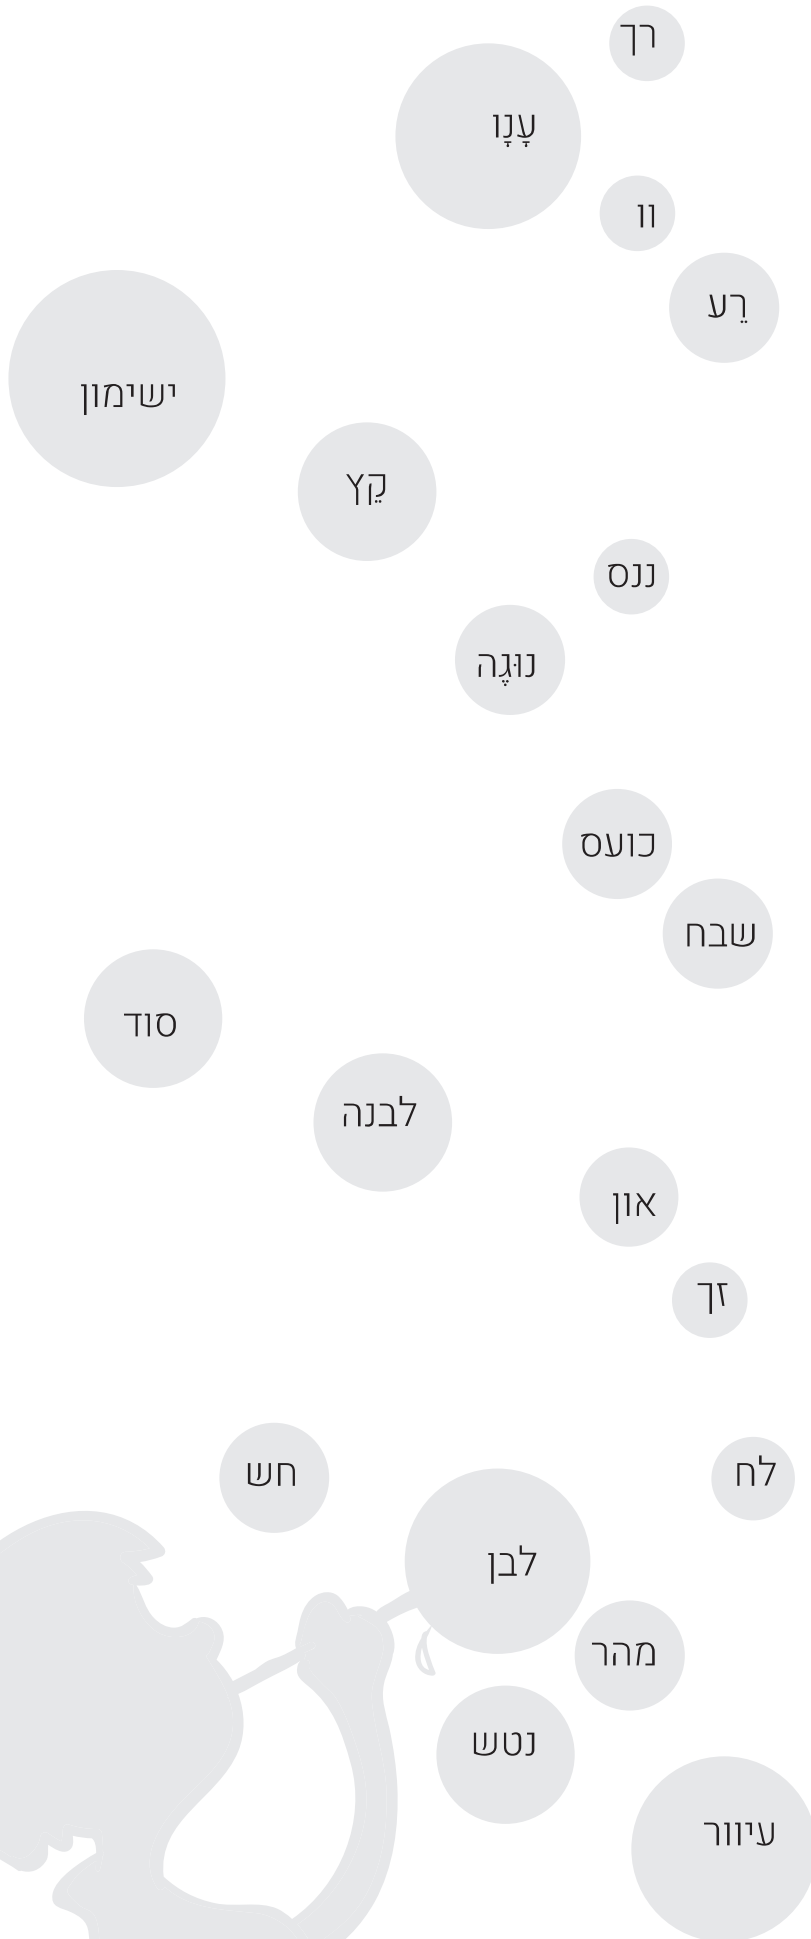 רך
עָנָו
וו
רֵעַ
ישימון
קֵץ
ננס
נוּגֶה
כועס
שבח
סוד
לבנה
און
זך
חש
לח
לבן
מהר
נטש
עיוור